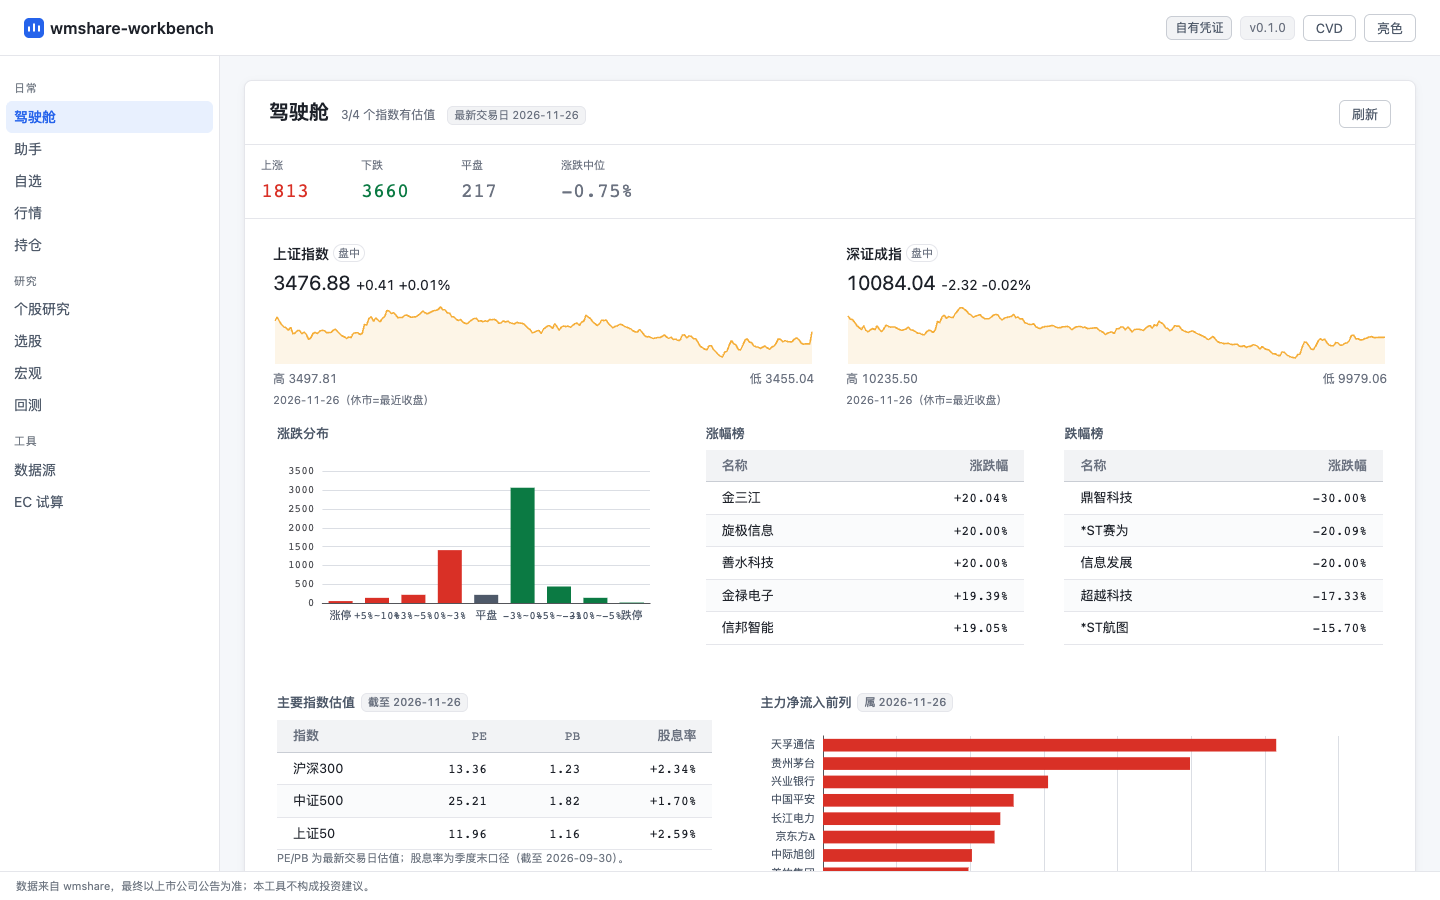 wmshare-workbench
自有凭证 v0.1.0 CVD 亮色
日常
驾驶舱
助手
自选
行情
持仓
研究
个股研究
选股
宏观
回测
工具
数据源
EC 试算
驾驶舱 3/4 个指数有估值 最新交易日 2026-11-26 刷新
上涨 下跌 平盘 涨跌中位
1813 3660 217 -0.75%
上证指数 盘中
3476.88 +0.41 +0.01%
高 3497.81 低 3455.04
2026-11-26（休市=最近收盘）
深证成指 盘中
10084.04 -2.32 -0.02%
高 10235.50 低 9979.06
2026-11-26（休市=最近收盘）
涨跌分布
3500
3000
2500
2000
1500
1000
500
0
涨停 +5%~10% +3%~5% 0%~3% 平盘 -3%~0% -5%~-3% -10%~-5% 跌停
涨幅榜
名称 涨跌幅
金三江 +20.04%
旋极信息 +20.00%
善水科技 +20.00%
金禄电子 +19.39%
信邦智能 +19.05%
跌幅榜
名称 涨跌幅
鼎智科技 -30.00%
*ST赛为 -20.09%
信息发展 -20.00%
超越科技 -17.33%
*ST航图 -15.70%
主要指数估值 截至 2026-11-26
指数 PE PB 股息率
沪深300 13.36 1.23 +2.34%
中证500 25.21 1.82 +1.70%
上证50 11.96 1.16 +2.59%
PE/PB 为最新交易日估值；股息率为季度末口径（截至 2026-09-30）。
主力净流入前列 属 2026-11-26
天孚通信
贵州茅台
兴业银行
中国平安
长江电力
京东方A
中际旭创
数据来自 wmshare，最终以上市公司公告为准；本工具不构成投资建议。